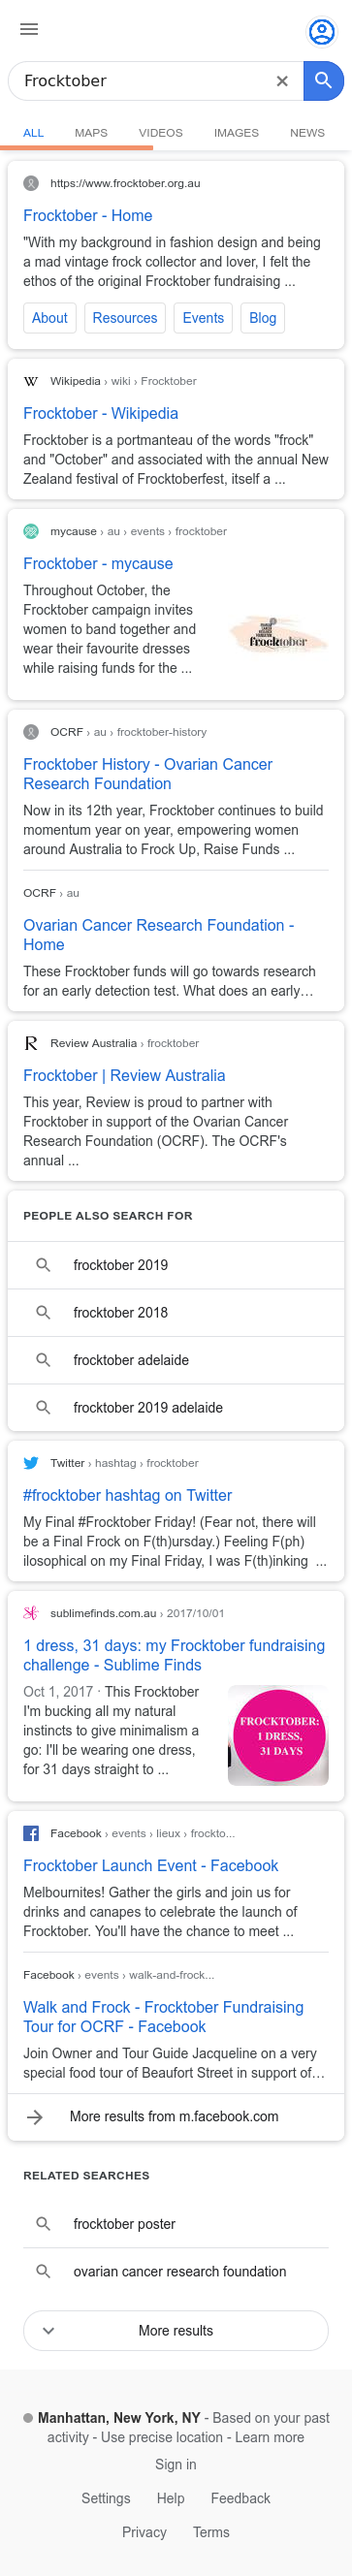 Frocktober
ALL MAPS VIDEOS IMAGES NEWS
https://www.frocktober.org.au
Frocktober - Home
"With my background in fashion design and being
a mad vintage frock collector and lover, I felt the
ethos of the original Frocktober fundraising ...
About Resources Events Blog
W Wikipedia › wiki › Frocktober
Frocktober - Wikipedia
Frocktober is a portmanteau of the words "frock"
and "October" and associated with the annual New
Zealand festival of Frocktoberfest, itself a ...
mycause › au › events › frocktober
Frocktober - mycause
Throughout October, the
Frocktober campaign invites
women to band together and
wear their favourite dresses
while raising funds for the ...
frocktober
OCRF › au › frocktober-history
Frocktober History - Ovarian Cancer
Research Foundation
Now in its 12th year, Frocktober continues to build
momentum year on year, empowering women
around Australia to Frock Up, Raise Funds ...
OCRF › au
Ovarian Cancer Research Foundation -
Home
These Frocktober funds will go towards research
for an early detection test. What does an early…
R Review Australia › frocktober
Frocktober | Review Australia
This year, Review is proud to partner with
Frocktober in support of the Ovarian Cancer
Research Foundation (OCRF). The OCRF's
annual ...
PEOPLE ALSO SEARCH FOR
frocktober 2019
frocktober 2018
frocktober adelaide
frocktober 2019 adelaide
Twitter › hashtag › frocktober
#frocktober hashtag on Twitter
My Final #Frocktober Friday! (Fear not, there will
be a Final Frock on F(th)ursday.) Feeling F(ph)
ilosophical on my Final Friday, I was F(th)inking ...
sublimefinds.com.au › 2017/10/01
1 dress, 31 days: my Frocktober fundraising
challenge - Sublime Finds
Oct 1, 2017 · This Frocktober
I'm bucking all my natural
instincts to give minimalism a
go: I'll be wearing one dress,
for 31 days straight to ...
FROCKTOBER:
1 DRESS,
31 DAYS
Facebook › events › lieux › frockto...
Frocktober Launch Event - Facebook
Melbournites! Gather the girls and join us for
drinks and canapes to celebrate the launch of
Frocktober. You'll have the chance to meet ...
Facebook › events › walk-and-frock...
Walk and Frock - Frocktober Fundraising
Tour for OCRF - Facebook
Join Owner and Tour Guide Jacqueline on a very
special food tour of Beaufort Street in support of…
More results from m.facebook.com
RELATED SEARCHES
frocktober poster
ovarian cancer research foundation
More results
Manhattan, New York, NY - Based on your past
activity - Use precise location - Learn more
Sign in
Settings Help Feedback
Privacy Terms